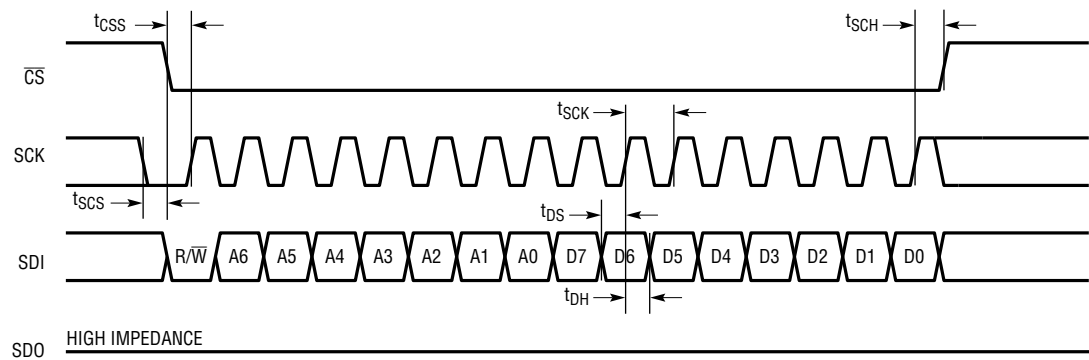 tCSS
tSCH
CS
tSCK
SCK
tSCS
tDS
SDI
R/W A6 A5 A4 A3 A2 A1 A0 D7 D6 D5 D4 D3 D2 D1 D0
tDH
HIGH IMPEDANCE
SDO